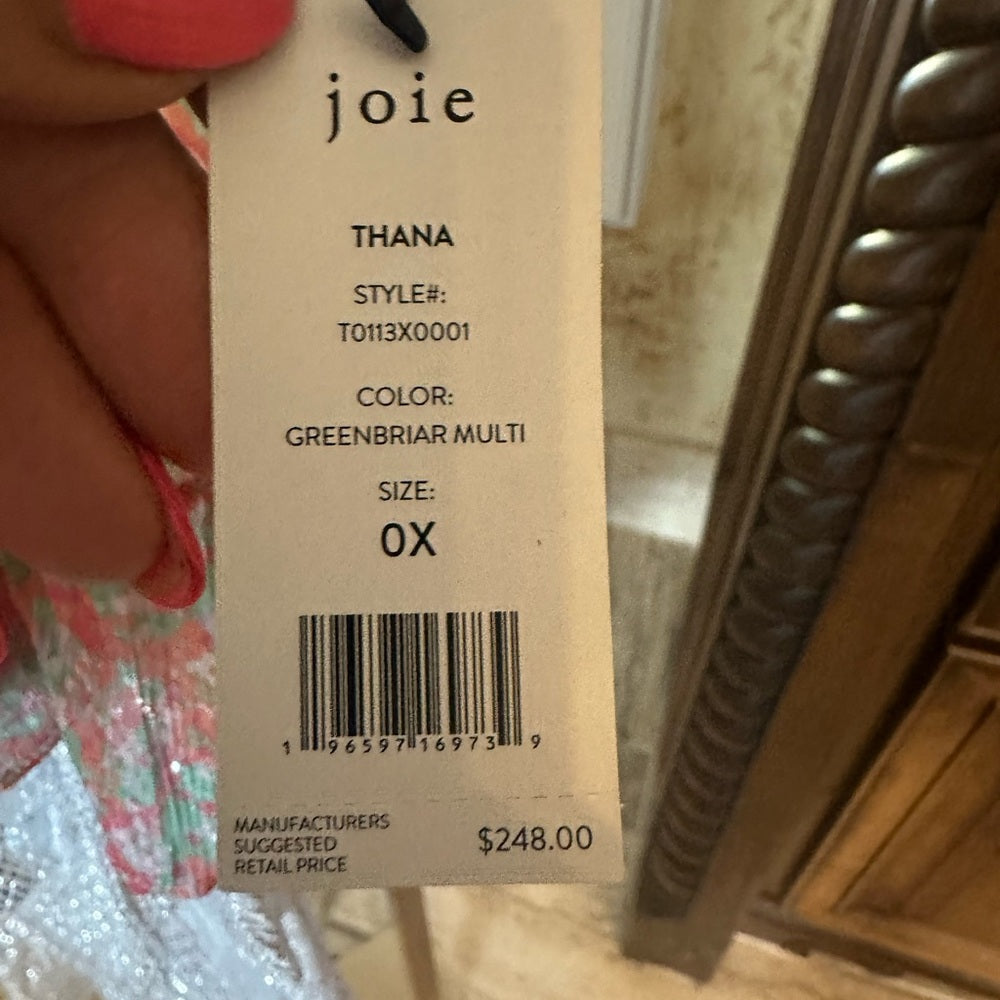 joie
THANA
STYLE#:
T0113X0001
COLOR:
GREENBRIAR MULTI
SIZE:
0X
1 96597 16973 9
MANUFACTURERS
SUGGESTED
RETAIL PRICE
$248.00